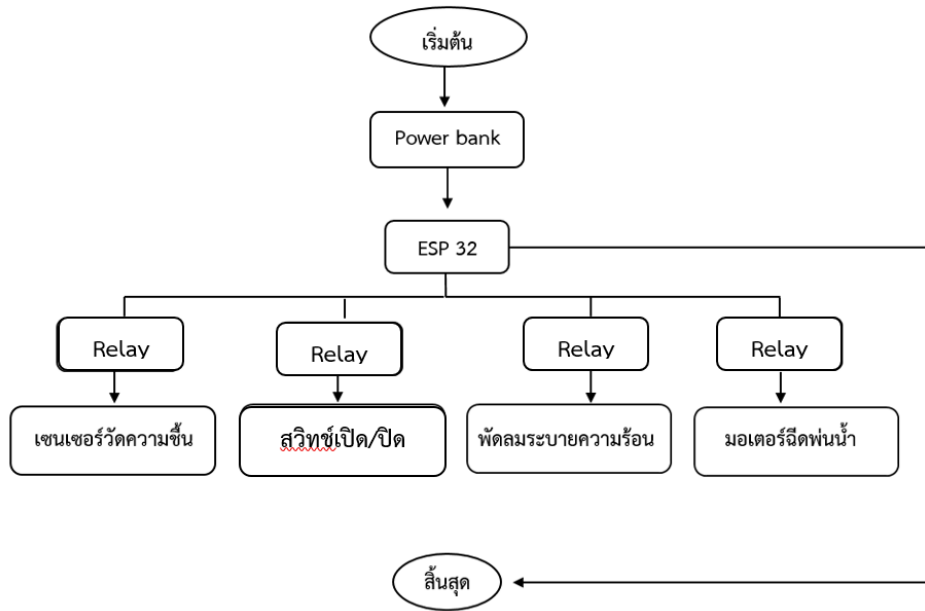 เริ่มต้น
Power bank
ESP 32
Relay
Relay
Relay
Relay
เซนเซอร์วัดความชื้น
สวิทช์เปิด/ปิด
พัดลมระบายความร้อน
มอเตอร์ฉีดพ่นน้ำ
สิ้นสุด